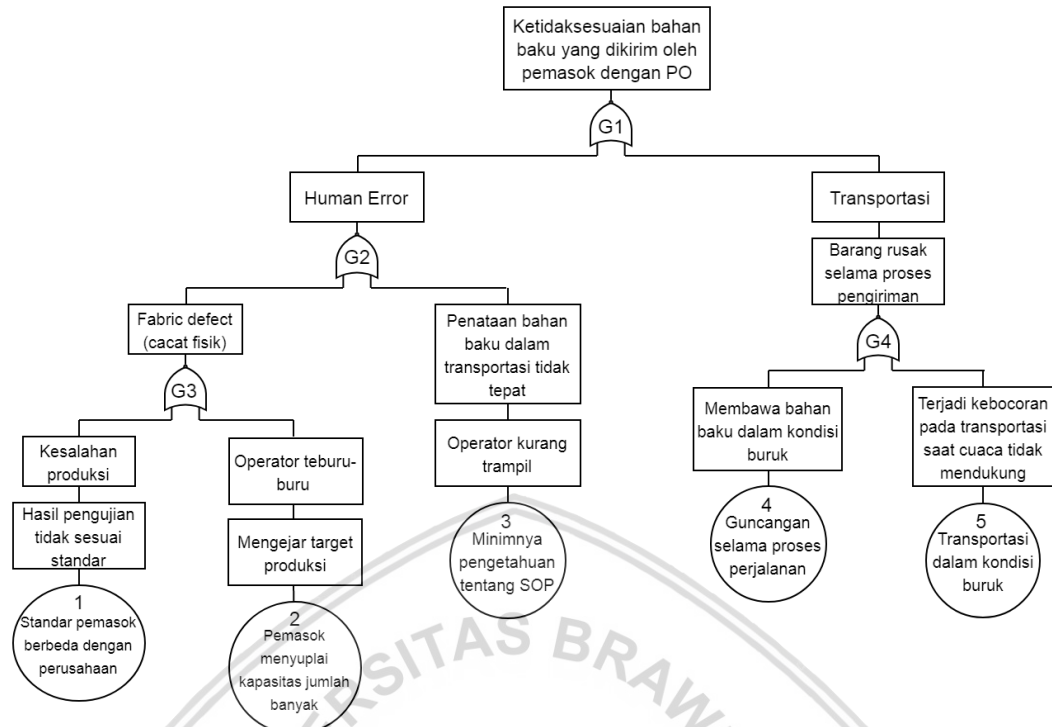 Ketidaksesuaian bahan
baku yang dikirim oleh
pemasok dengan PO
G1
Human Error
Transportasi
G2
Barang rusak
selama proses
pengiriman
Fabric defect
(cacat fisik)
Penataan bahan
baku dalam
transportasi tidak
tepat
G4
G3
Kesalahan
produksi
Operator teburu-
buru
Operator kurang
trampil
Membawa bahan
baku dalam kondisi
buruk
Terjadi kebocoran
pada transportasi
saat cuaca tidak
mendukung
Hasil pengujian
tidak sesuai
standar
Mengejar target
produksi
3
Minimnya
pengetahuan
tentang SOP
4
Guncangan
selama proses
perjalanan
5
Transportasi
dalam kondisi
buruk
1
Standar pemasok
berbeda dengan
perusahaan
2
Pemasok
menyuplai
kapasitas jumlah
banyak
ERSITAS BRAW